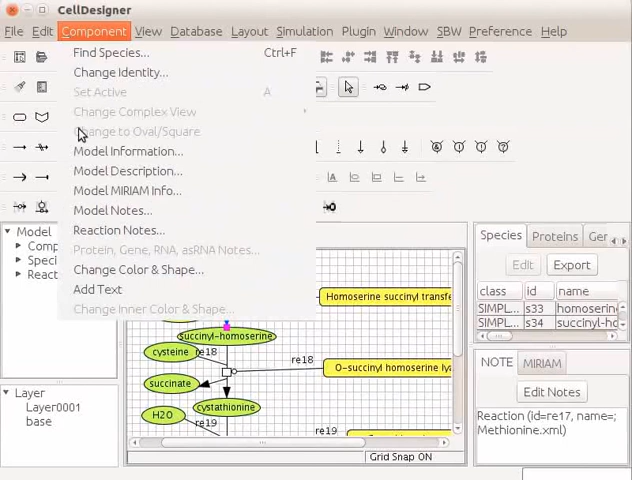 CellDesigner
File Edit Component View Database Layout Simulation Plugin Window SBW Preference Help
Find Species... Ctrl+F
Change Identity...
Set Active A
Change Complex View
Change to Oval/Square
Model Information...
Model Description...
Model MIRIAM Info...
Model Notes...
Reaction Notes...
Protein, Gene, RNA, asRNA Notes...
Change Color & Shape...
Add Text
Change Inner Color & Shape...
Model
Comp
Speci
React
Layer
Layer0001
base
Homoserine succinyl transfe
succinyl-homoserine
cysteine re18
re18
O-succinyl homoserine lya
succinate
cystathionine
H2O
re19
re19
Grid Snap ON
Species Proteins Ger
Edit Export
class id name
SIMPL... s33 homoserin
SIMPL... s34 succinyl-ho
NOTE MIRIAM
Edit Notes
Reaction (id=re17, name=;
Methionine.xml)